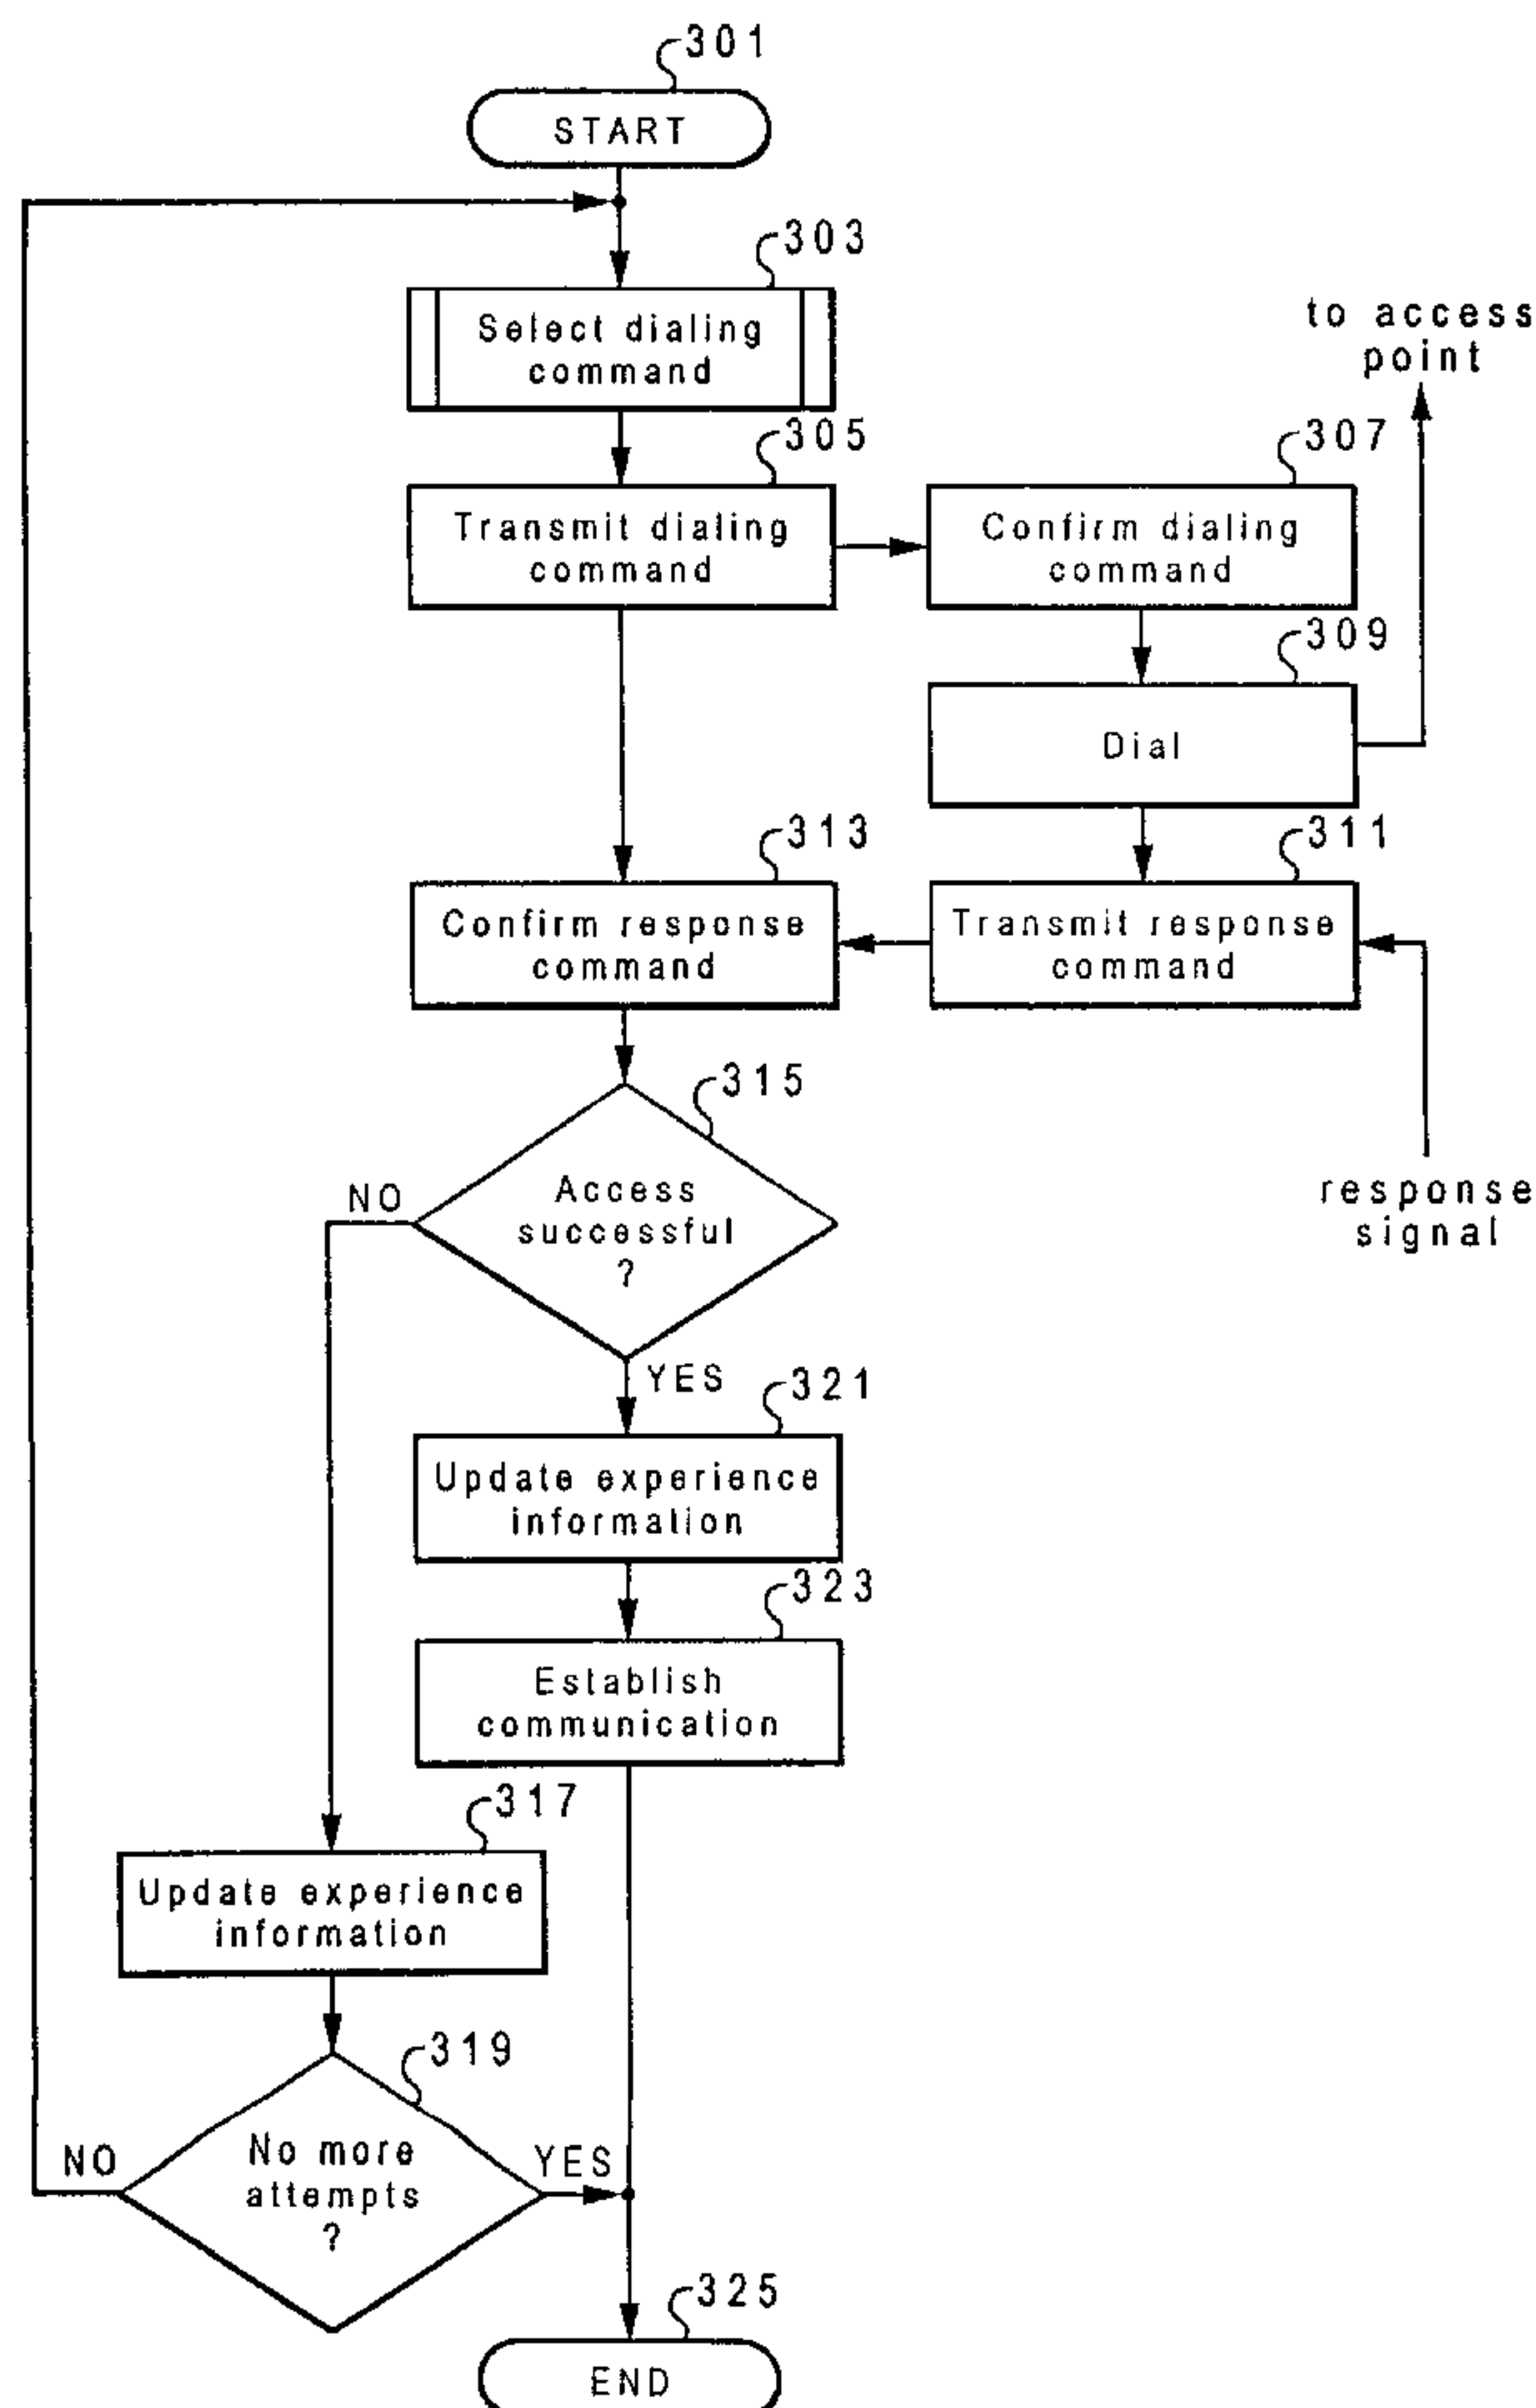 301
START
303
Select dialing
command
to access
point
305
Transmit dialing
command
307
Confirm dialing
command
309
Dial
313
Confirm response
command
311
Transmit response
command
315
Access
successful
?
NO
YES
response
signal
321
Update experience
information
323
Establish
communication
317
Update experience
information
319
No more
attempts
?
NO
YES
325
END